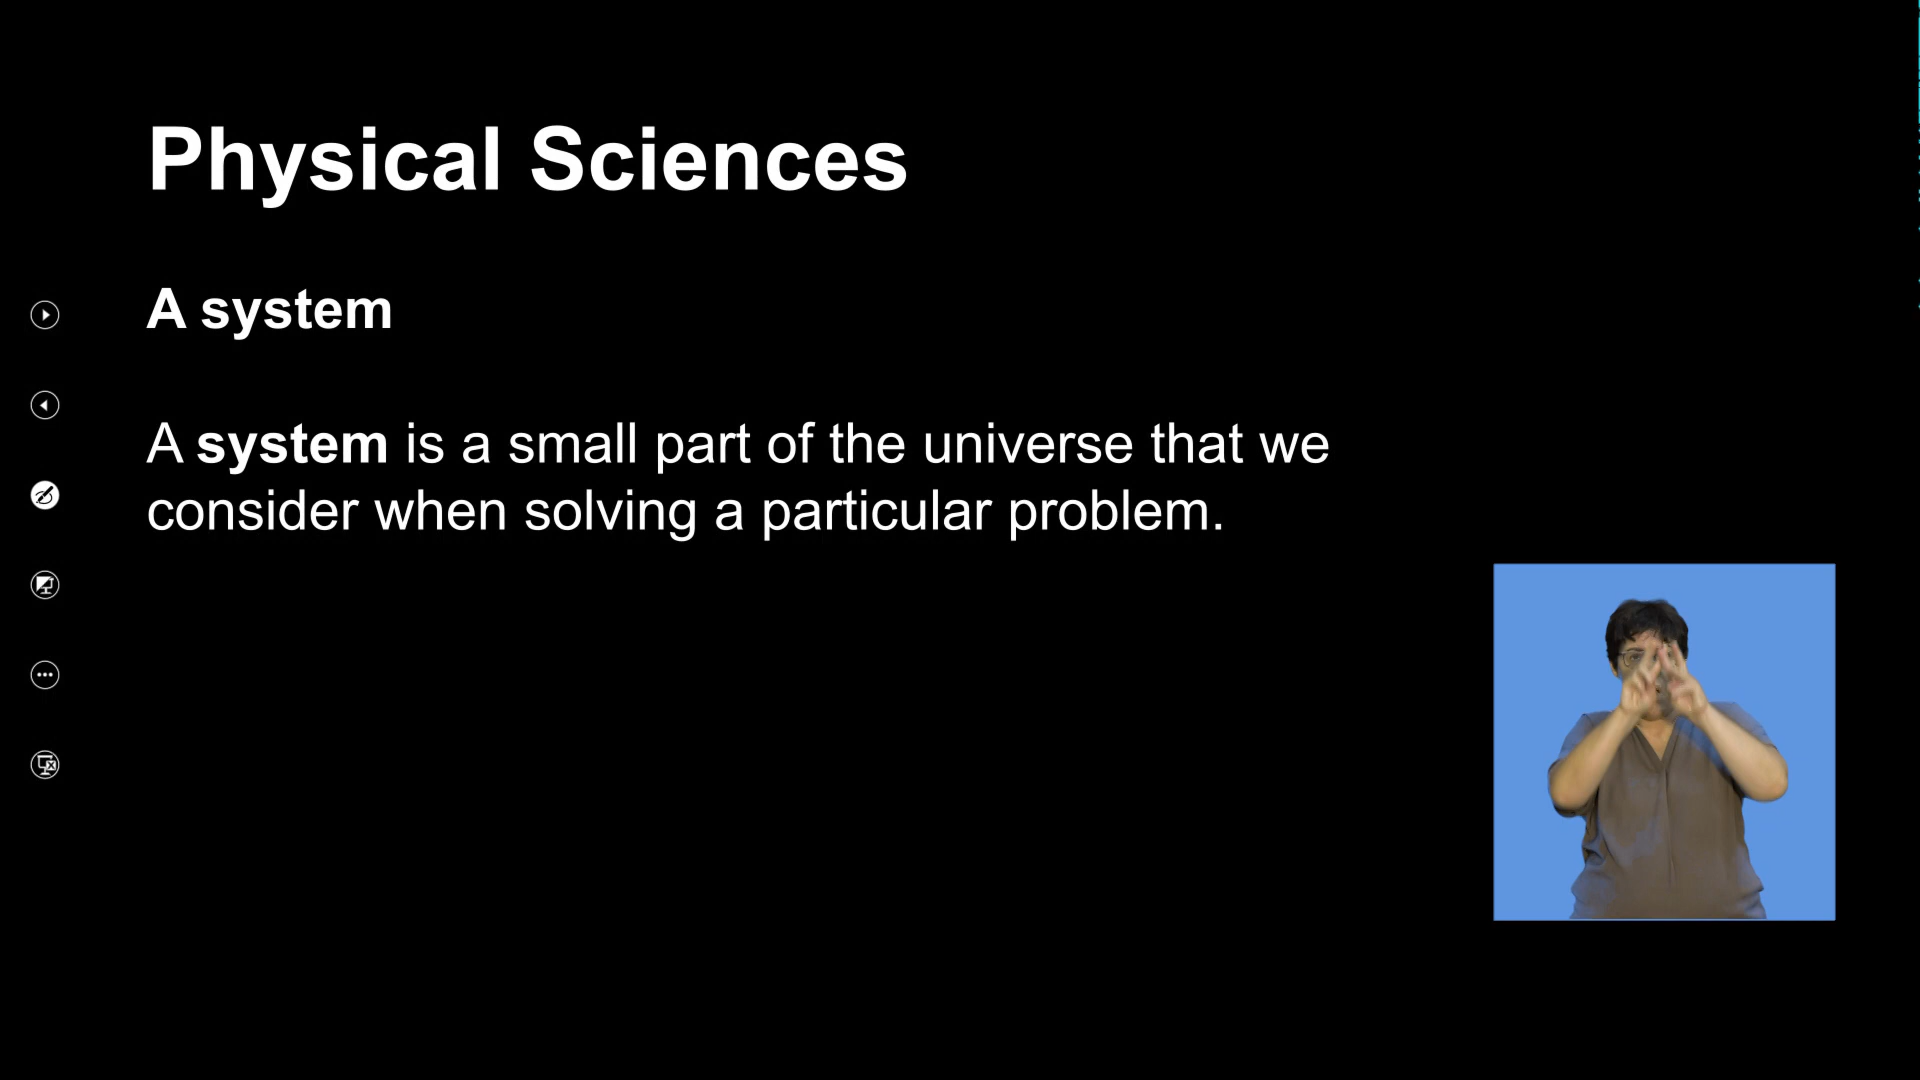 Physical Sciences
A system
A system is a small part of the universe that we
consider when solving a particular problem.